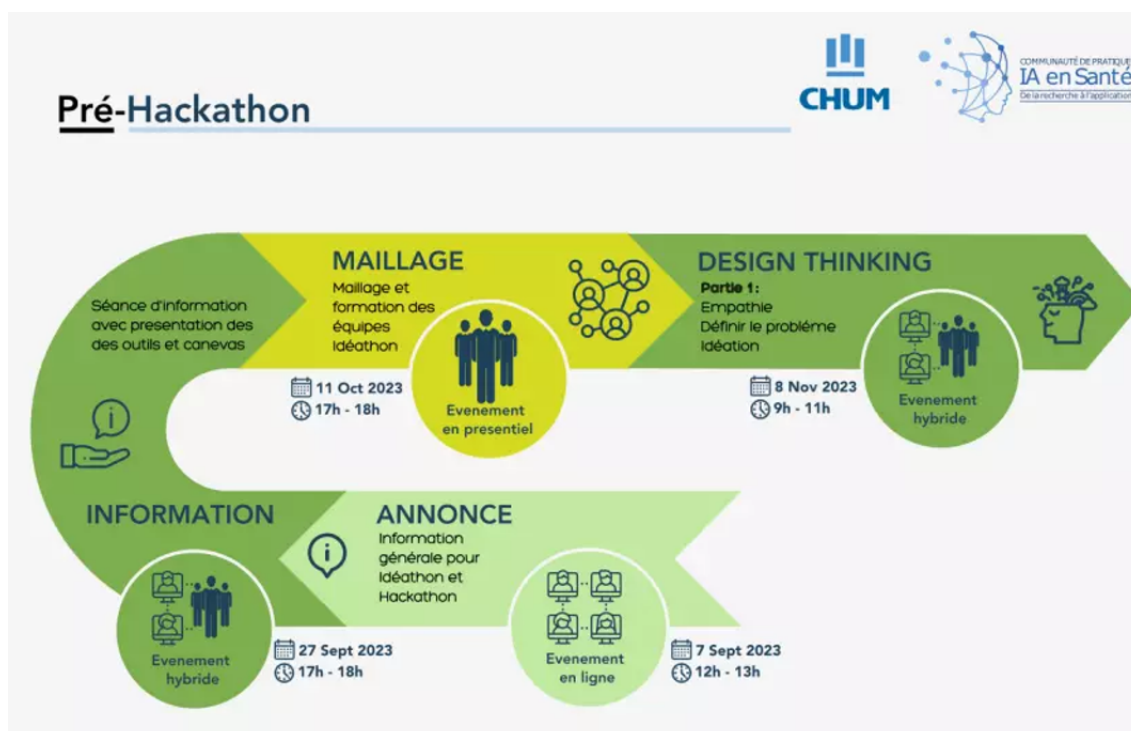 CHUM
COMMUNAUTÉ DE PRATIQUE
IA en Santé
De la recherche à l'application
Pré-Hackathon
Séance d'information
avec presentation des
des outils et canevas
MAILLAGE
Maillage et
formation des
équipes
Idéathon
11 Oct 2023
17h - 18h
Evenement
en presentiel
DESIGN THINKING
Partie 1 :
Empathie
Définir le probléme
Idéation
8 Nov 2023
9h - 11h
Evenement
hybride
INFORMATION
Evenement
hybride
27 Sept 2023
17h - 18h
ANNONCE
Information
générale pour
Idéathon et
Hackathon
Evenement
en ligne
7 Sept 2023
12h - 13h